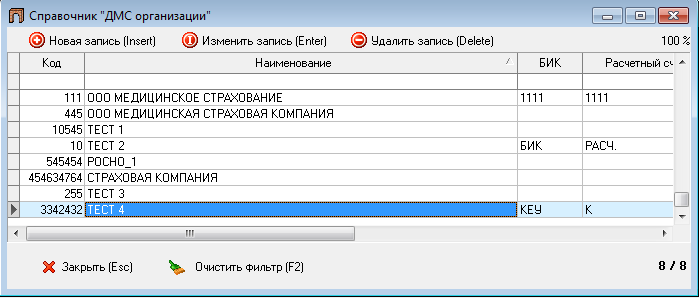 Справочник "ДМС организации"
Новая запись (Insert) Изменить запись (Enter) Удалить запись (Delete) 100 %
Код Наименование БИК Расчетный сч
111 ООО МЕДИЦИНСКОЕ СТРАХОВАНИЕ 1111 1111
445 ООО МЕДИЦИНСКАЯ СТРАХОВАЯ КОМПАНИЯ
10545 ТЕСТ 1
10 ТЕСТ 2 БИК РАСЧ.
545454 РОСНО_1
454634764 СТРАХОВАЯ КОМПАНИЯ
255 ТЕСТ 3
3342432 ТЕСТ 4 КЕУ К
Закрыть (Esc) Очистить фильтр (F2) 8 / 8